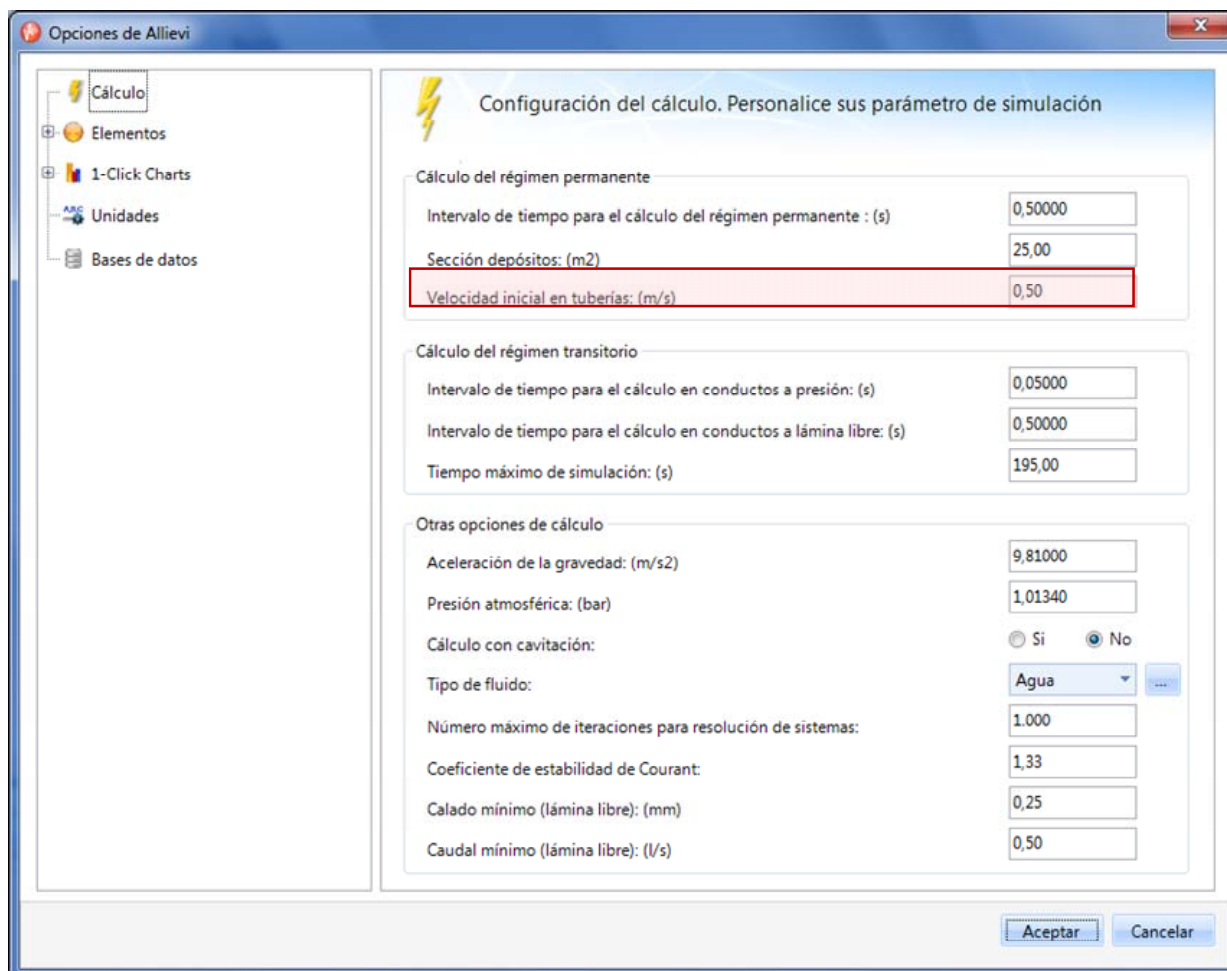 Opciones de Allievi
Cálculo
Elementos
1-Click Charts
Unidades
Bases de datos
Configuración del cálculo. Personalice sus parámetro de simulación
Cálculo del régimen permanente
Intervalo de tiempo para el cálculo del régimen permanente : (s) 0,50000
Sección depósitos: (m2) 25,00
Velocidad inicial en tuberías: (m/s) 0,50
Cálculo del régimen transitorio
Intervalo de tiempo para el cálculo en conductos a presión: (s) 0,05000
Intervalo de tiempo para el cálculo en conductos a lámina libre: (s) 0,50000
Tiempo máximo de simulación: (s) 195,00
Otras opciones de cálculo
Aceleración de la gravedad: (m/s2) 9,81000
Presión atmosférica: (bar) 1,01340
Cálculo con cavitación: Si No
Tipo de fluido: Agua ...
Número máximo de iteraciones para resolución de sistemas: 1.000
Coeficiente de estabilidad de Courant: 1,33
Calado mínimo (lámina libre): (mm) 0,25
Caudal mínimo (lámina libre): (l/s) 0,50
Aceptar Cancelar